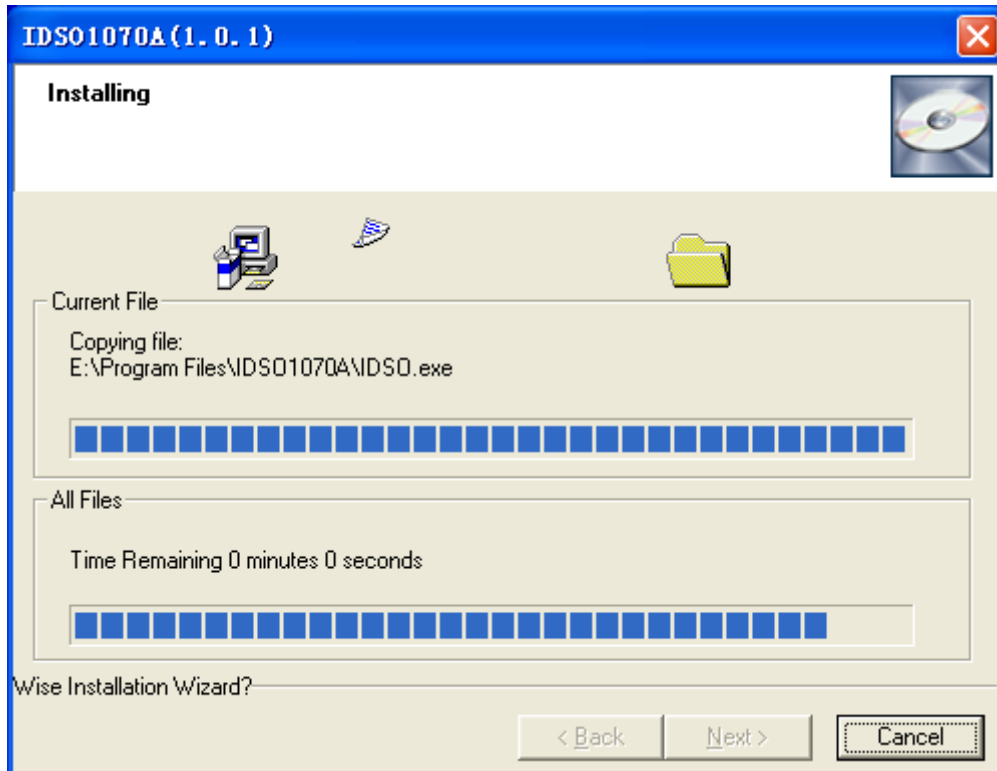 IDSO1070A(1.0.1)
Installing
Current File
Copying file:
E:\Program Files\IDSO1070A\IDSO.exe
All Files
Time Remaining 0 minutes 0 seconds
Wise Installation Wizard?
< Back
Next >
Cancel